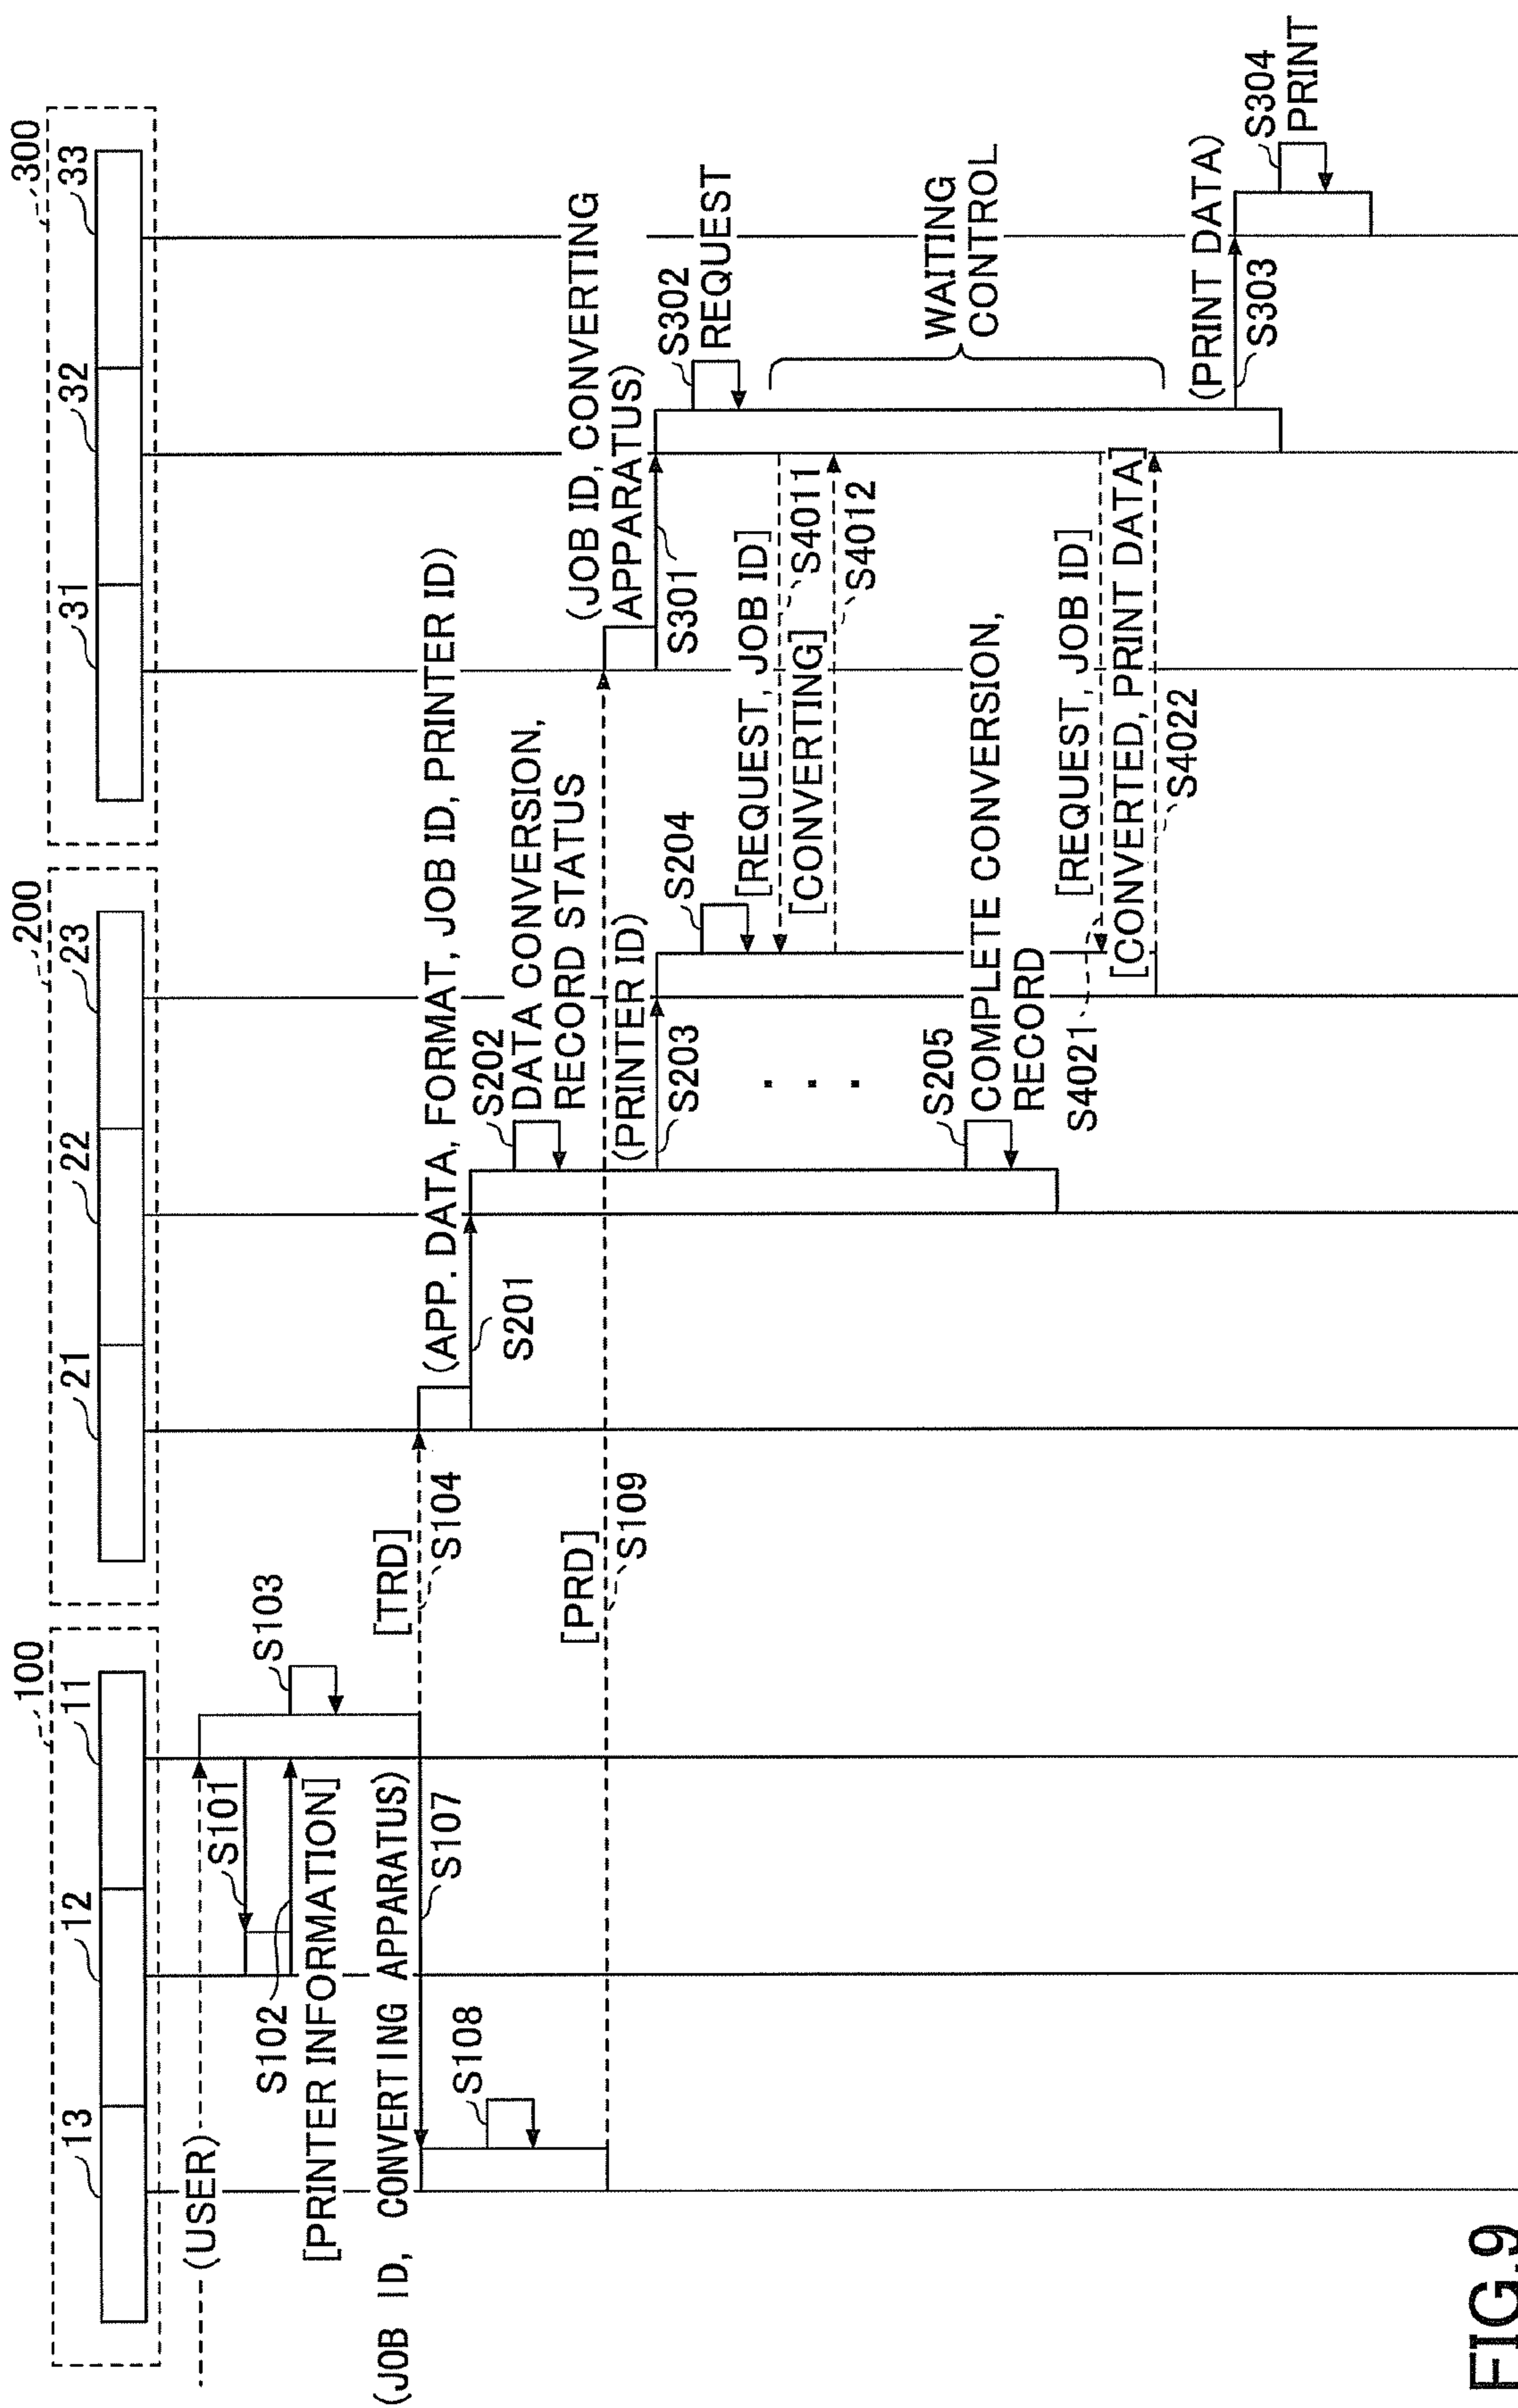 100
200
300
13
12
11
21
22
23
31
32
33
(USER)
S101
S102
[PRINTER INFORMATION]
S103
(JOB ID, CONVERTING APPARATUS)
S107
[TRD]
S104
S108
(APP. DATA, FORMAT, JOB ID, PRINTER ID)
S201
S202
DATA CONVERSION,
RECORD STATUS
[PRD]
S109
(JOB ID, CONVERTING
APPARATUS)
S301
(PRINTER ID)
S203
S204
S302
REQUEST
[REQUEST, JOB ID]
S4011
[CONVERTING]
S4012
. . .
WAITING
CONTROL
S205
COMPLETE CONVERSION,
RECORD
[REQUEST, JOB ID]
S4021
[CONVERTED, PRINT DATA]
S4022
(PRINT DATA)
S303
S304
PRINT
FIG.9